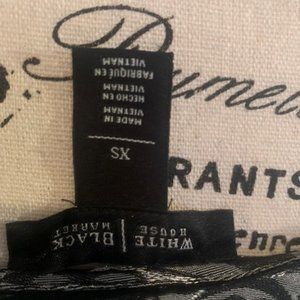 WHITE
HOUSE
BLACK
MARKET
XS
MADE IN
VIETNAM
HECHO EN
VIETNAM
FABRIQUÉ EN
VIETNAM
RANTS